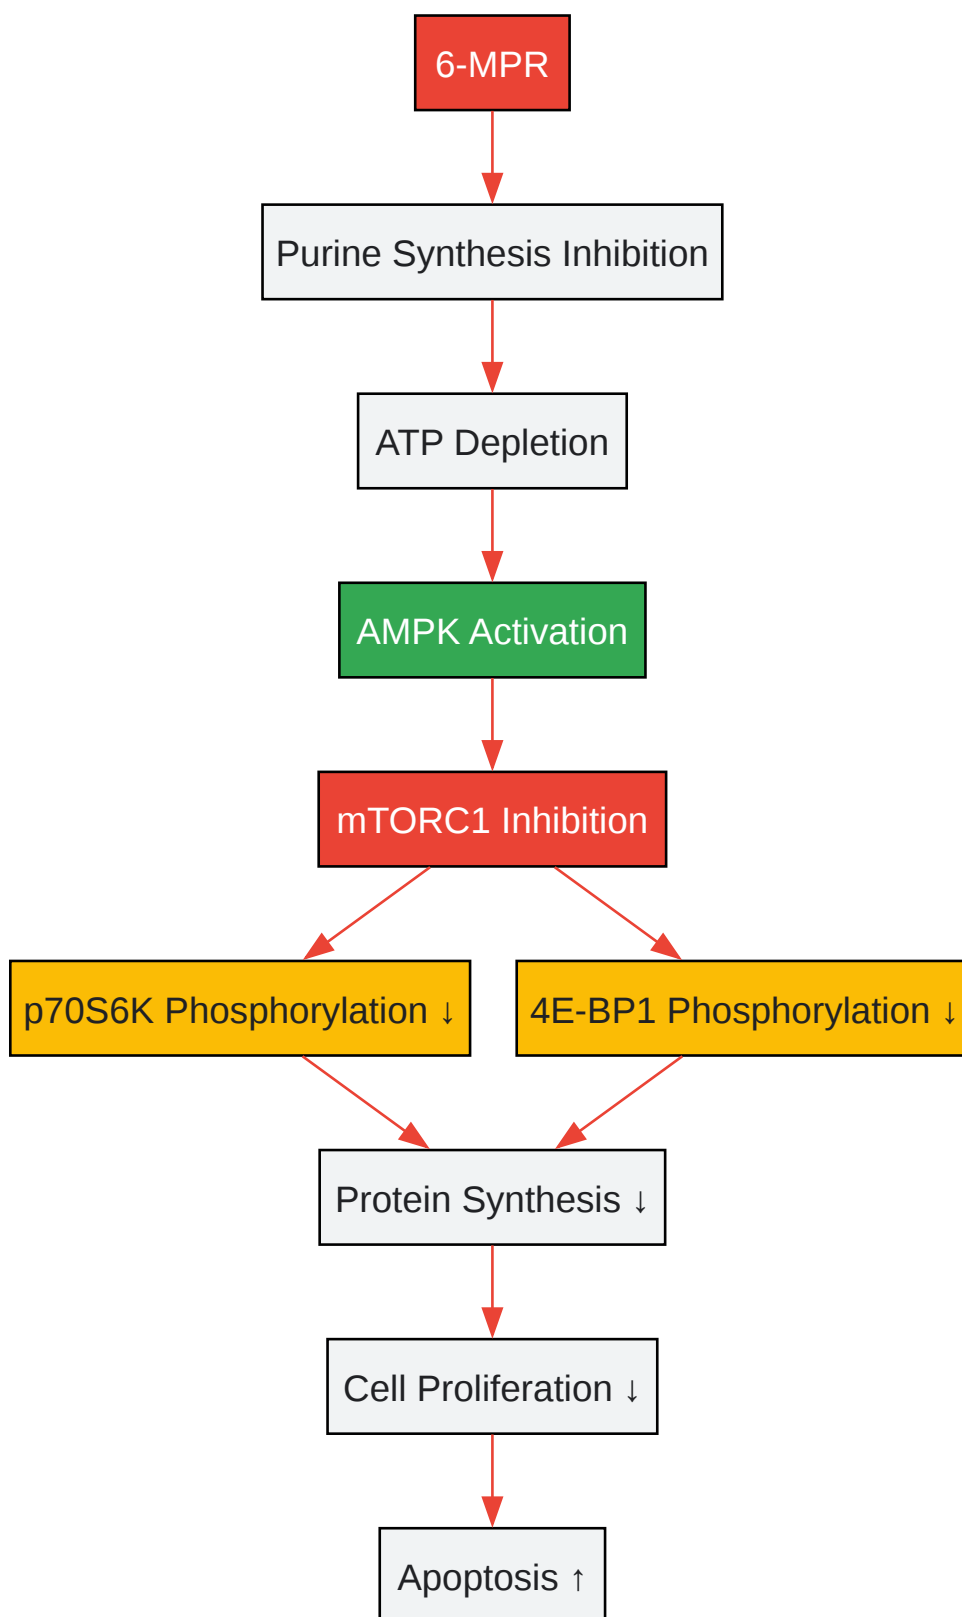 6-MPR
Purine Synthesis Inhibition
ATP Depletion
AMPK Activation
mTORC1 Inhibition
p70S6K Phosphorylation ↓
4E-BP1 Phosphorylation ↓
Protein Synthesis ↓
Cell Proliferation ↓
Apoptosis ↑